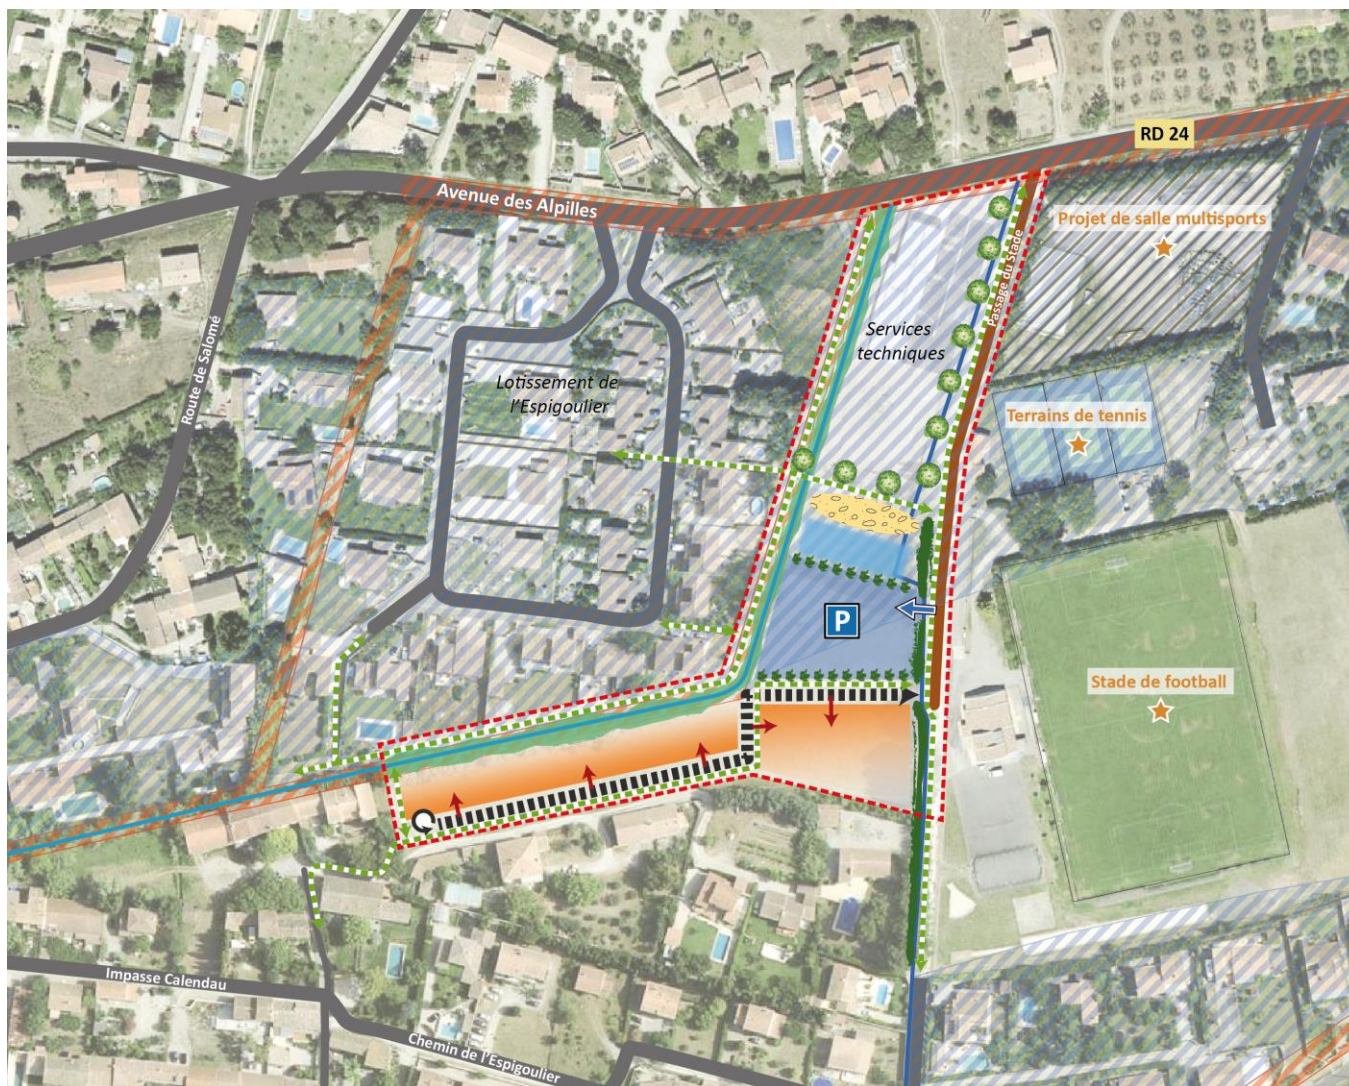 RD 24
Avenue des Alpilles
Projet de salle multisports
Passage du Stade
Services
techniques
Route de Salomé
Lotissement de
l'Espigoulier
Terrains de tennis
P
Stade de football
Impasse Calendau
Chemin de l'Espigoulier